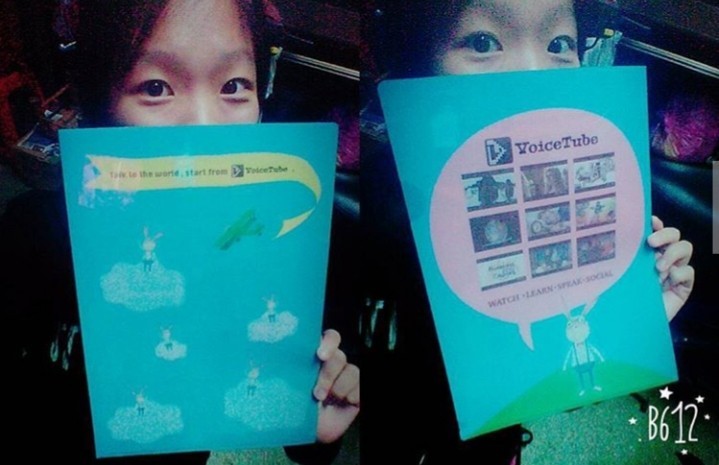 Talk to the world, start from VoiceTube .
VoiceTube
WATCH LEARN SPEAK SOCIAL
B612